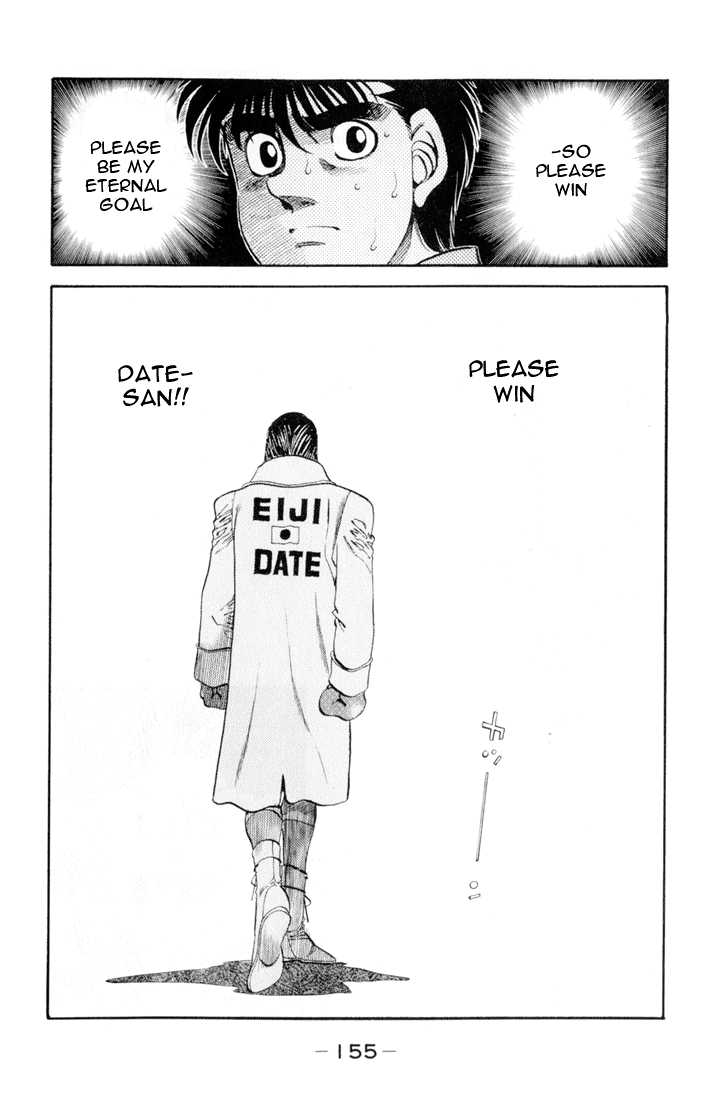 -SO
PLEASE
WIN
PLEASE
BE MY
ETERNAL
GOAL
PLEASE
WIN
DATE-
SAN!!
EIJI
DATE
-155-